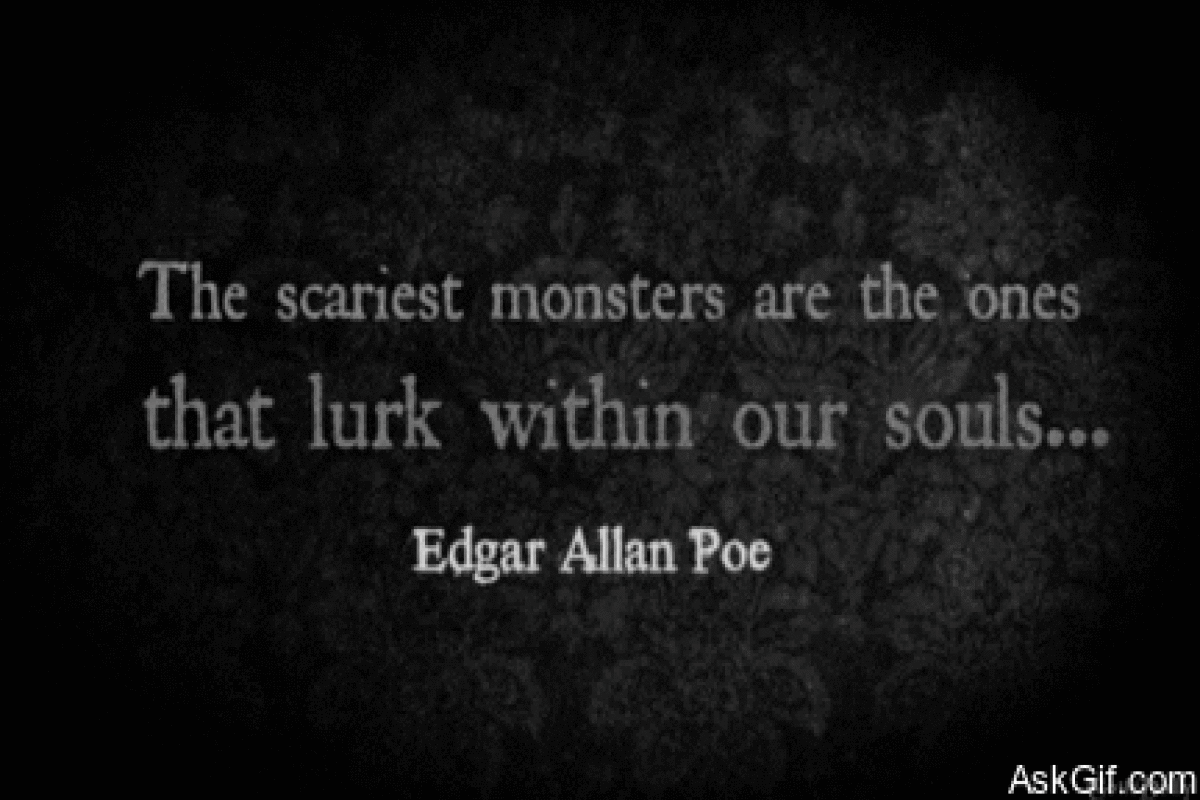 The scariest monsters are the ones
that lurk within our souls...
Edgar Allan Poe
AskGif.com